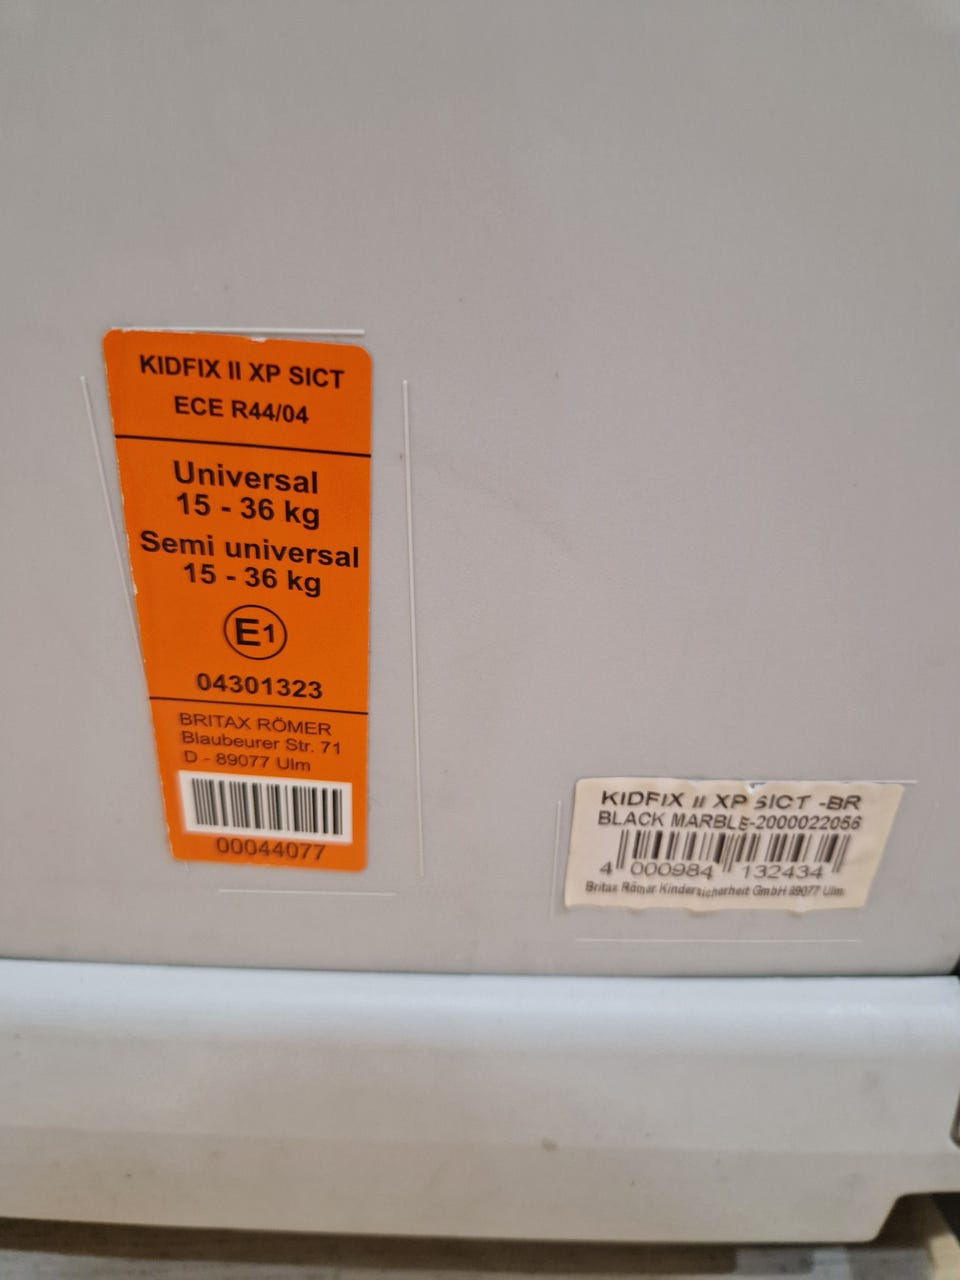 KIDFIX II XP SICT
ECE R44/04
Universal
15 - 36 kg
Semi universal
15 - 36 kg
E1
04301323
BRITAX RÖMER
Blaubeurer Str. 71
D - 89077 Ulm
00044077
KIDFIX II XP SICT -BR
BLACK MARBLE-2000022056
4 000984 132434
Britax Römer Kindersicherheit GmbH 89077 Ulm